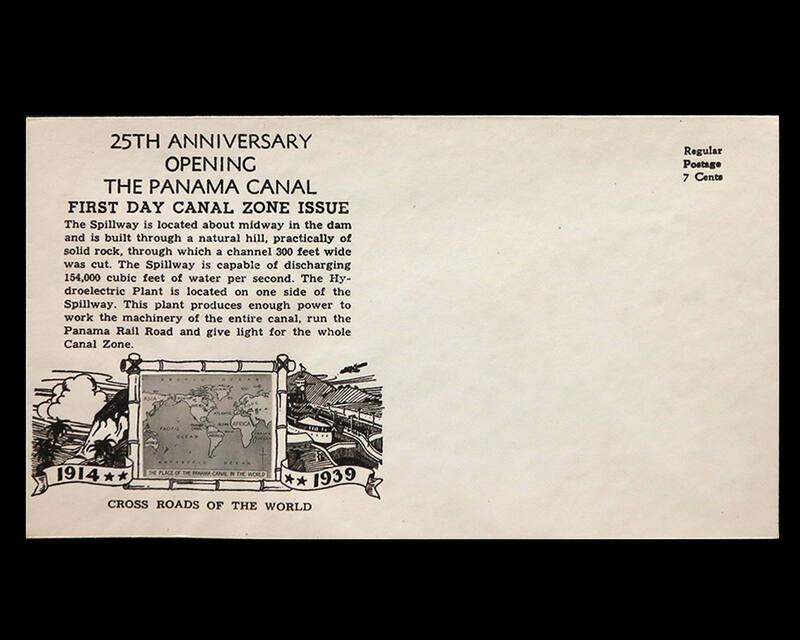 25TH ANNIVERSARY
OPENING
THE PANAMA CANAL
FIRST DAY CANAL ZONE ISSUE
The Spillway is located about midway in the dam
and is built through a natural hill, practically of
solid rock, through which a channel 300 feet wide
was cut. The Spillway is capable of discharging
154,000 cubic feet of water per second. The Hy-
droelectric Plant is located on one side of the
Spillway. This plant produces enough power to
work the machinery of the entire canal, run the
Panama Rail Road and give light for the whole
Canal Zone.
Regular
Postage
7 Cents
ARCTIC OCEAN
ASIA
ATLANTIC
PACIFIC
OCEAN
AFRICA
ANTARCTIC OCEAN
THE PLACE OF THE PANAMA CANAL IN THE WORLD
1914 ★★
★★ 1939
CROSS ROADS OF THE WORLD